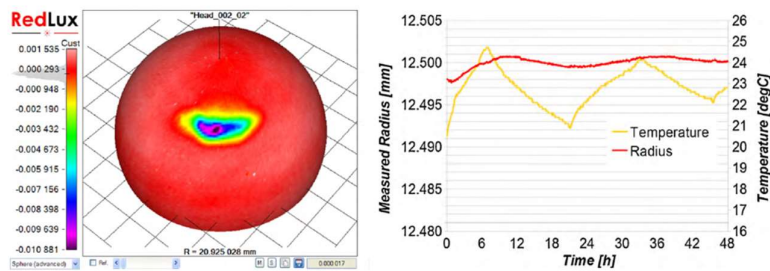 RedLux
"Head_002_02"
0.001 535 Cust
0.000 293
-0.000 948
-0.002 190
-0.003 432
-0.004 674
-0.005 915
-0.007 156
-0.008 398
-0.009 639
-0.010 881
R = 20.925 028 mm
Sphere (advanced)
Ref.
0.000 017
12.505
12.500
12.495
12.490
12.485
12.480
Measured Radius [mm]
26
25
24
23
22
21
20
19
18
17
16
Temperature [degC]
Temperature
Radius
0 6 12 18 24 30 36 42 48
Time [h]